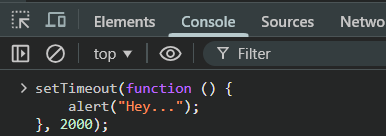 Elements Console Sources Netwo
top Filter
setTimeout(function () {
    alert("Hey...");
}, 2000);